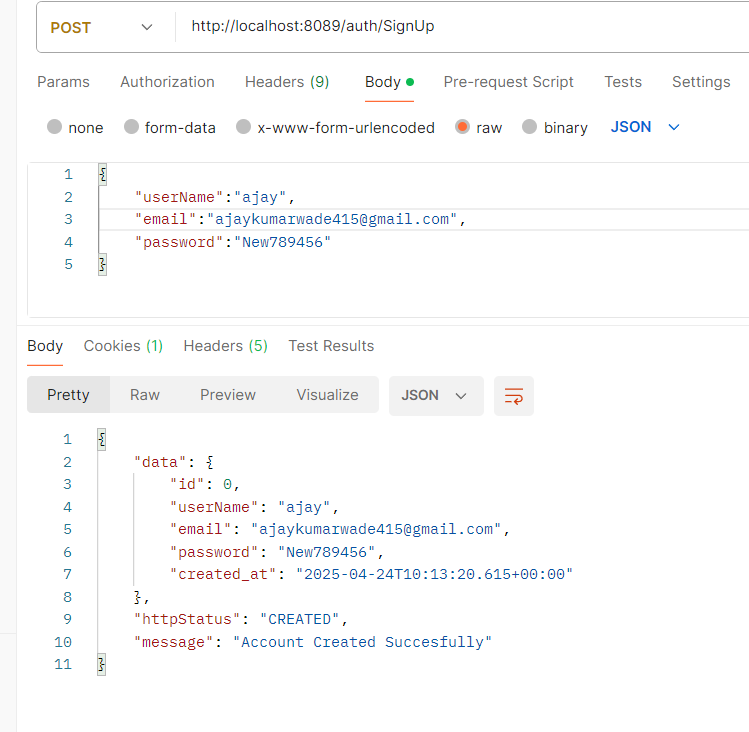 POST http://localhost:8089/auth/SignUp
Params Authorization Headers (9) Body Pre-request Script Tests Settings
none form-data x-www-form-urlencoded raw binary JSON
1 {
2 "userName":"ajay",
3 "email":"ajaykumarwade415@gmail.com",
4 "password":"New789456"
5 }
Body Cookies (1) Headers (5) Test Results
Pretty Raw Preview Visualize JSON
1 {
2 "data": {
3 "id": 0,
4 "userName": "ajay",
5 "email": "ajaykumarwade415@gmail.com",
6 "password": "New789456",
7 "created_at": "2025-04-24T10:13:20.615+00:00"
8 },
9 "httpStatus": "CREATED",
10 "message": "Account Created Succesfully"
11 }